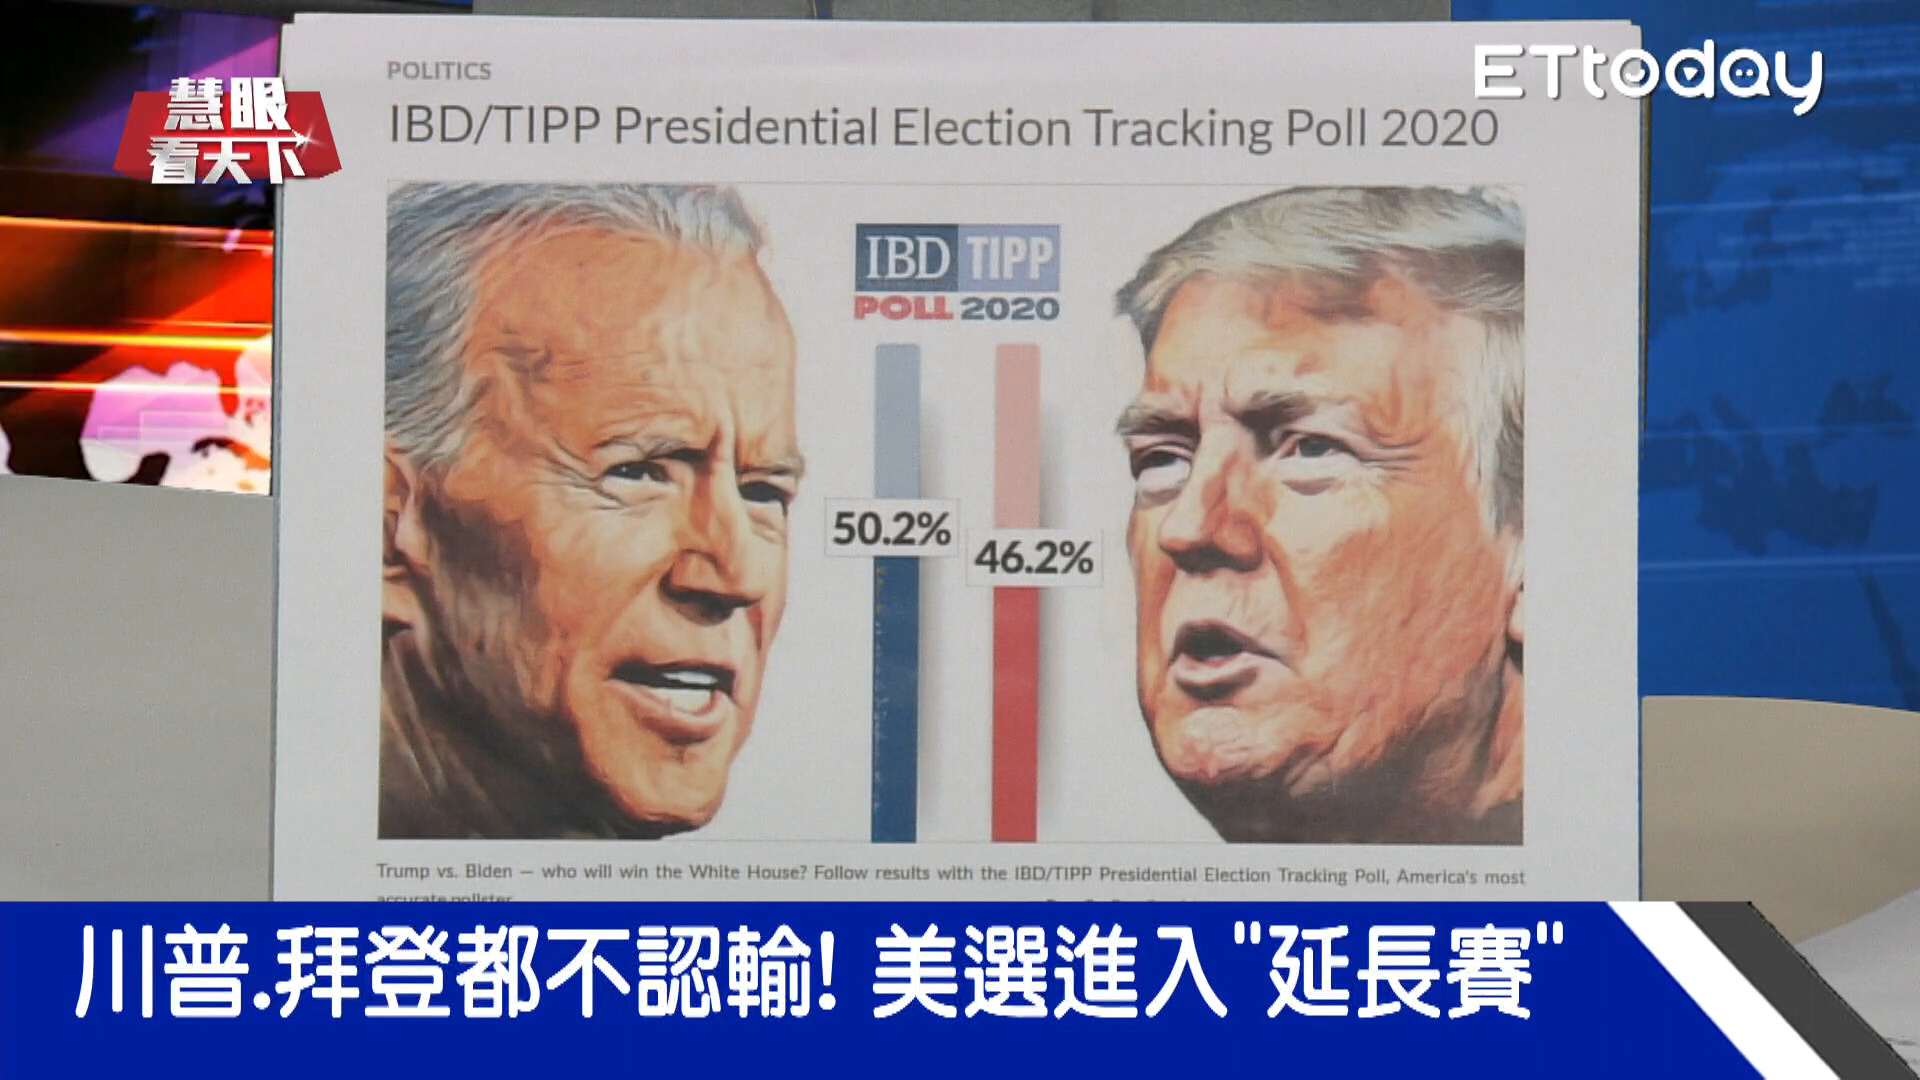 慧眼
看天下
ETtoday
POLITICS
IBD/TIPP Presidential Election Tracking Poll 2020
IBD TIPP
POLL 2020
50.2%
46.2%
Trump vs. Biden — who will win the White House? Follow results with the IBD/TIPP Presidential Election Tracking Poll, America's most
accurate pollster
川普.拜登都不認輸! 美選進入"延長賽"